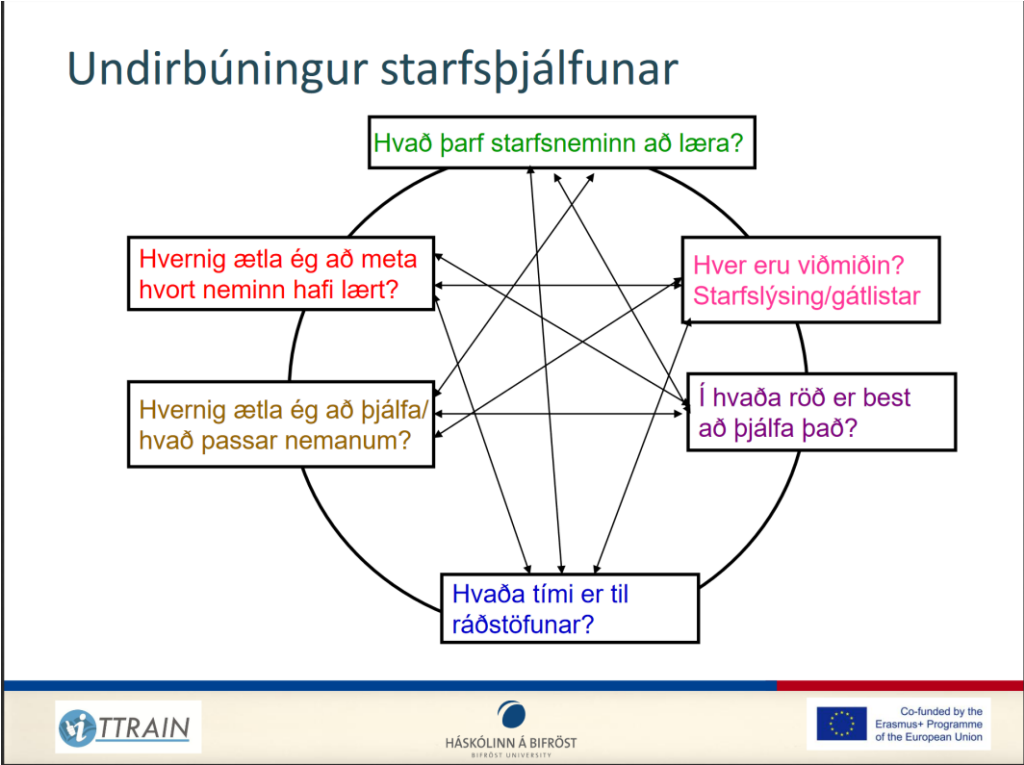 Undirbúningur starfsþjálfunar
Hvað þarf starfsneminn að læra?
Hvernig ætla ég að meta
hvort neminn hafi lært?
Hver eru viðmiðin?
Starfslýsing/gátlistar
Hvernig ætla ég að þjálfa/
hvað passar nemanum?
Í hvaða röð er best
að þjálfa það?
Hvaða tími er til
ráðstöfunar?
iTTRAIN
HÁSKÓLINN Á BIFRÖST
BIFRÖST UNIVERSITY
Co-funded by the
Erasmus+ Programme
of the European Union